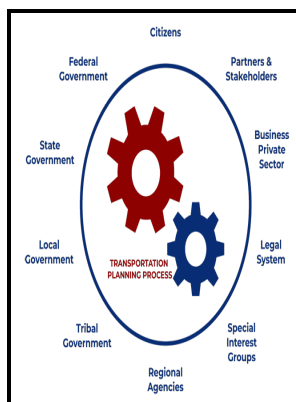 Citizens
Federal
Government
Partners &
Stakeholders
State
Government
Business
Private
Sector
Local
Government
TRANSPORTATION
PLANNING PROCESS
Legal
System
Tribal
Government
Special
Interest
Groups
Regional
Agencies